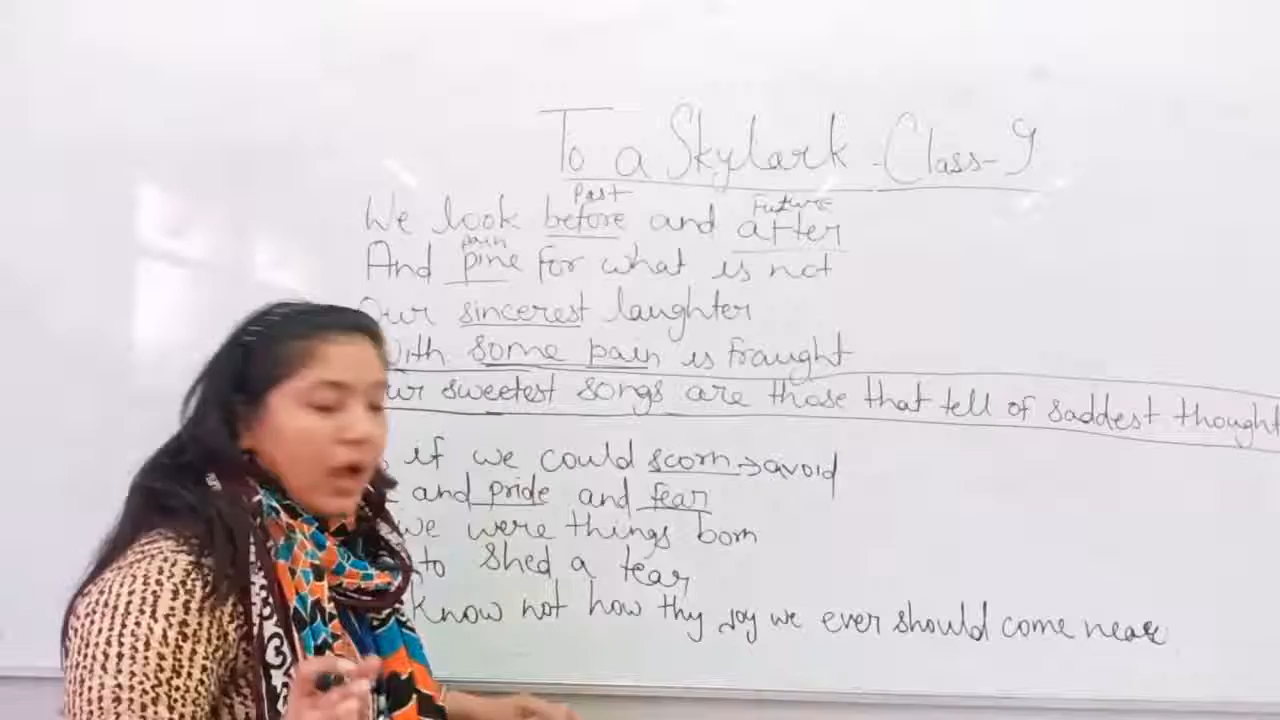 To a Skylark - Class-9
Past Future
We look before and after
pain
And pine for what is not
Our sincerest laughter
With some pain is fraught
sweetest songs are those that tell of saddest thought
if we could scorn → avoid
and pride and fear
we were things born
to shed a tear
know not how thy joy we ever should come near